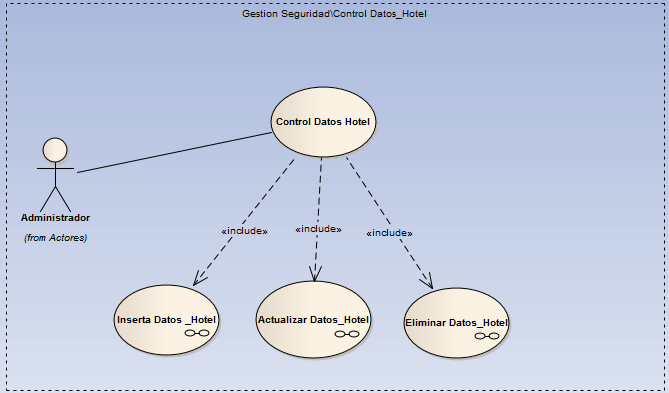 Gestion Seguridad\Control Datos_Hotel
Control Datos Hotel
Administrador
(from Actores)
«include»
«include»
«include»
Inserta Datos _Hotel
Actualizar Datos_Hotel
Eliminar Datos_Hotel